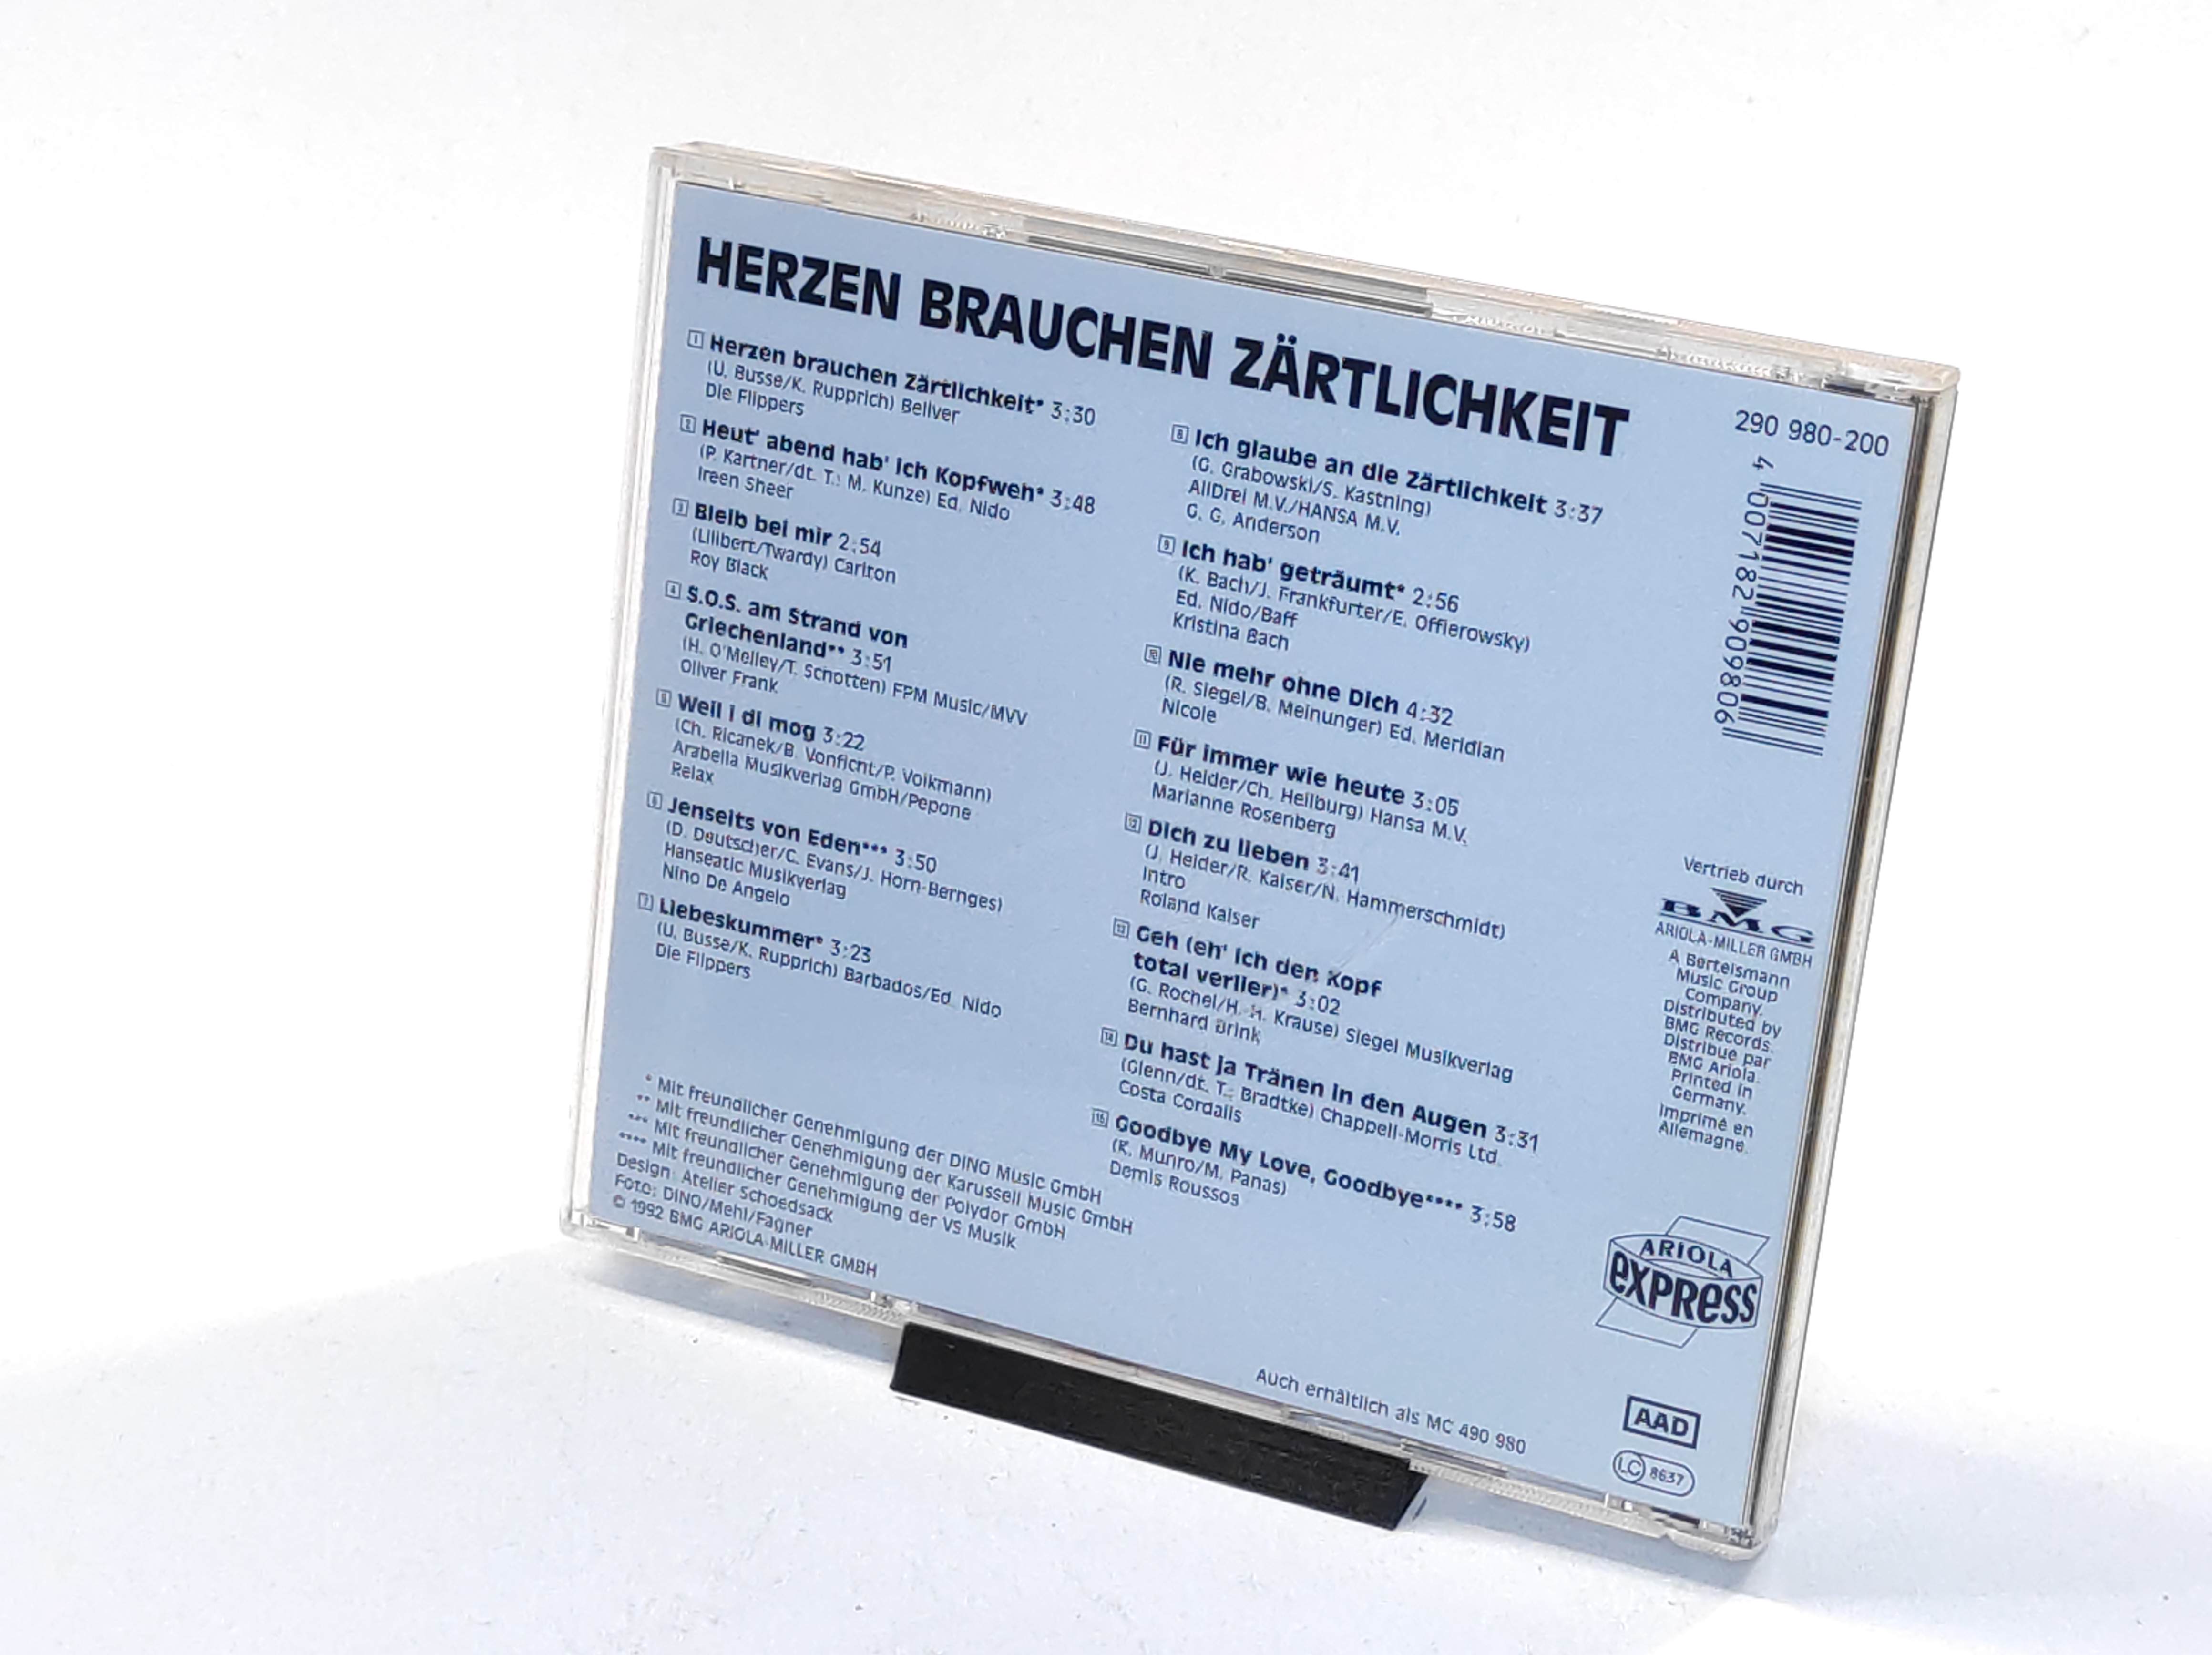 HERZEN BRAUCHEN ZÄRTLICHKEIT
1 Herzen brauchen Zärtlichkeit* 3:30
(U. Busse/K. Rupprich) Bellver
Die Flippers
2 Heut' abend hab' ich Kopfweh* 3:48
(P. Kartner/dt. T.: M. Kunze) Ed. Nido
Ireen Sheer
3 Bleib bei mir 2:54
(Lilibert/Twardy) Carlton
Roy Black
4 S.O.S. am Strand von
Griechenland** 3:51
(H. O'Melley/T. Schotten) FPM Music/MVV
Oliver Frank
5 Weil i di mog 3:22
(Ch. Ricanek/B. Vonficht/P. Volkmann)
Arabella Musikverlag GmbH/Pepone
Relax
6 Jenseits von Eden*** 3:50
(D. Deutscher/C. Evans/J. Horn-Bernges)
Hanseatic Musikverlag
Nino De Angelo
7 Liebeskummer* 3:23
(U. Busse/K. Rupprich) Barbados/Ed. Nido
Die Flippers
* Mit freundlicher Genehmigung der DINO Music GmbH
** Mit freundlicher Genehmigung der Karussell Music GmbH
*** Mit freundlicher Genehmigung der Polydor GmbH
**** Mit freundlicher Genehmigung der VS Musik
Design: Atelier Schoedsack
Foto: DINO/Mehl/Fagner
© 1992 BMG ARIOLA-MILLER GMBH
8 Ich glaube an die Zärtlichkeit 3:37
(G. Grabowski/S. Kastning)
AllDrei M.V./HANSA M.V.
G. G. Anderson
9 Ich hab' geträumt* 2:56
(K. Bach/J. Frankfurter/E. Offierowsky)
Ed. Nido/Baff
Kristina Bach
10 Nie mehr ohne Dich 4:32
(R. Siegel/B. Meinunger) Ed. Meridian
Nicole
11 Für immer wie heute 3:05
(J. Heider/Ch. Heilburg) Hansa M.V.
Marianne Rosenberg
12 Dich zu lieben 3:41
(J. Heider/R. Kaiser/N. Hammerschmidt)
Intro
Roland Kaiser
13 Geh (eh' ich den Kopf
total verlier)* 3:02
(G. Rochel/H. H. Krause) Siegel Musikverlag
Bernhard Brink
14 Du hast ja Tränen in den Augen 3:31
(Glenn/dt. T.: Bradtke) Chappell-Morris Ltd.
Costa Cordalis
15 Goodbye My Love, Goodbye**** 3:58
(K. Munro/M. Panas)
Demis Roussos
Auch erhältlich als MC 490 980
290 980-200
4 007182 909806
Vertrieb durch
BMG
ARIOLA-MILLER GMBH
A Bertelsmann
Music Group
Company.
Distributed by
BMG Records.
Distribué par
BMG Ariola.
Printed in
Germany.
Imprimé en
Allemagne.
ARIOLA
eXPReSS
AAD
LC 8637